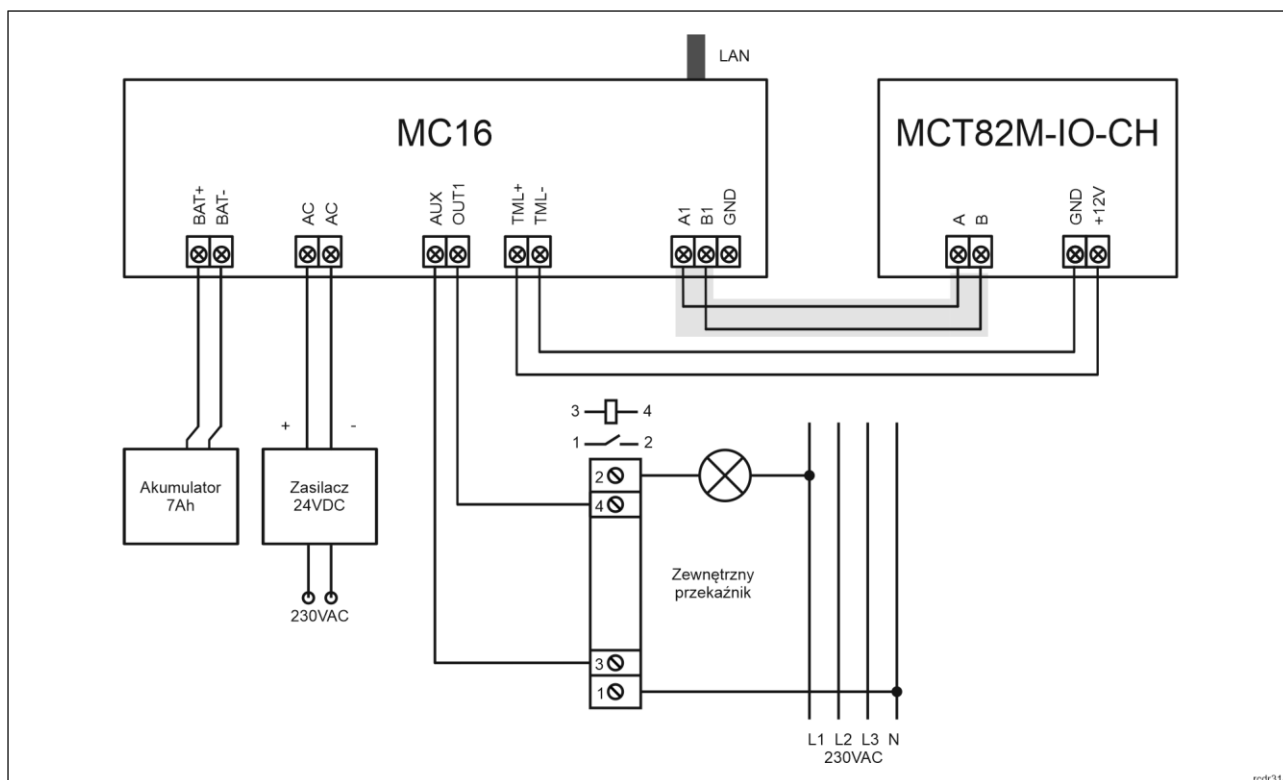 LAN
MC16
MCT82M-IO-CH
BAT+
BAT-
AC
AC
AUX
OUT1
TML+
TML-
A1
B1
GND
A
B
GND
+12V
3 4
1 2
+ -
Akumulator
7Ah
Zasilacz
24VDC
230VAC
2
4
Zewnętrzny
przekaźnik
3
1
L1 L2 L3 N
230VAC
rcdr31